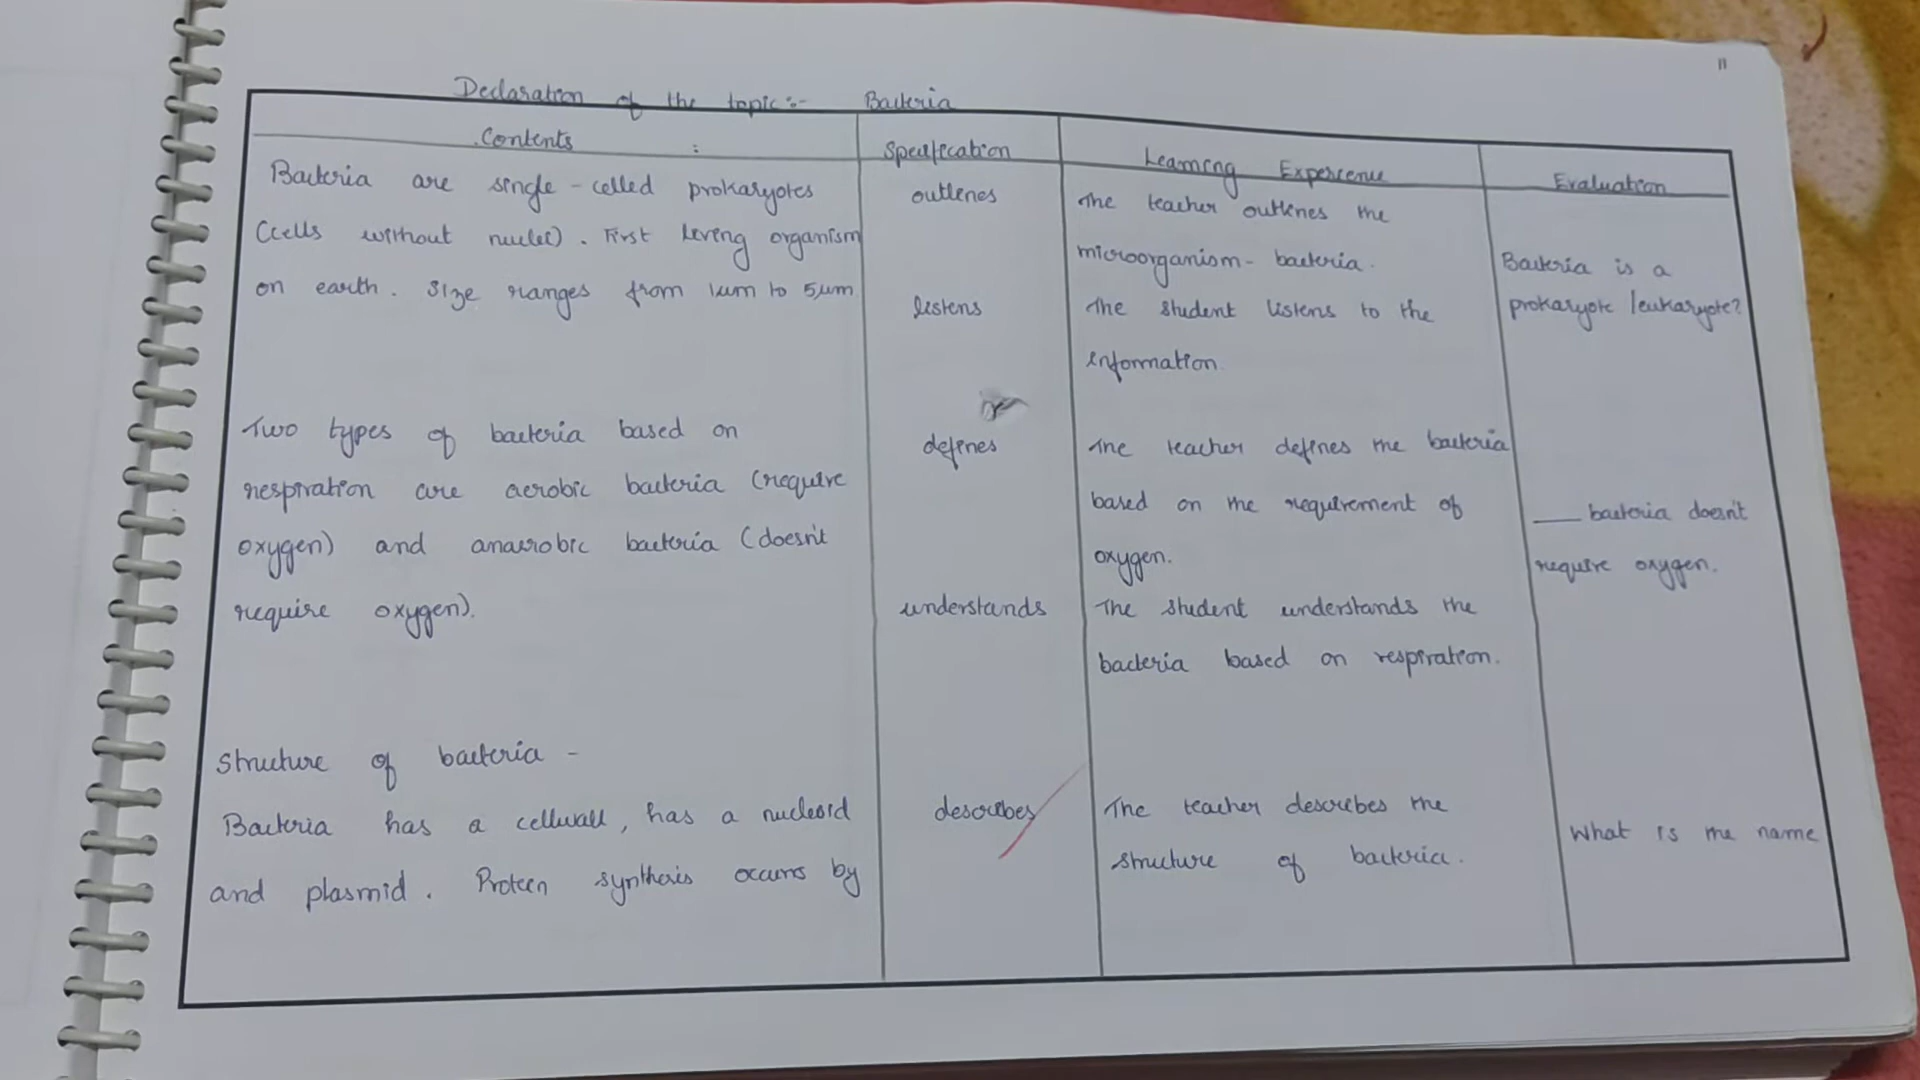 11
Declaration of the topic:- Bacteria
Contents :
Bacteria are single-celled prokaryotes
(cells without nuclei). First living organism
on earth. Size ranges from 1um to 5um.
Two types of bacteria based on
respiration are aerobic bacteria (require
oxygen) and anaerobic bacteria (doesn't
require oxygen).
Structure of bacteria -
Bacteria has a cellwall, has a nucleoid
and plasmid. Protein synthesis occurs by
Specification
outlines
listens
defines
understands
describes
Learning Experience
The teacher outlines the
microorganism - bacteria.
The student listens to the
information.
The teacher defines the bacteria
based on the requirement of
oxygen.
The student understands the
bacteria based on respiration.
The teacher describes the
structure of bacteria.
Evaluation
Bacteria is a
prokaryote/eukaryote?
___ bacteria doesn't
require oxygen.
What is the name